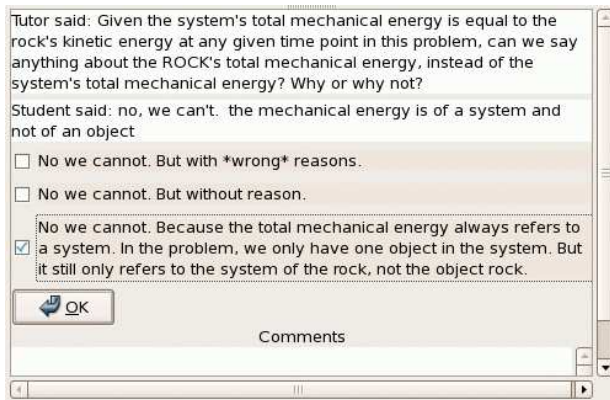 Tutor said: Given the system's total mechanical energy is equal to the
rock's kinetic energy at any given time point in this problem, can we say
anything about the ROCK's total mechanical energy, instead of the
system's total mechanical energy? Why or why not?
Student said: no, we can't.  the mechanical energy is of a system and
not of an object
No we cannot. But with *wrong* reasons.
No we cannot. But without reason.
No we cannot. Because the total mechanical energy always refers to
a system. In the problem, we only have one object in the system. But
it still only refers to the system of the rock, not the object rock.
OK
Comments